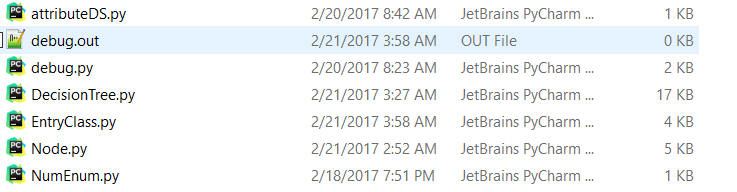 attributeDS.py 2/20/2017 8:42 AM JetBrains PyCharm ... 1 KB
debug.out 2/21/2017 3:58 AM OUT File 0 KB
debug.py 2/20/2017 8:23 AM JetBrains PyCharm ... 2 KB
DecisionTree.py 2/21/2017 3:27 AM JetBrains PyCharm ... 17 KB
EntryClass.py 2/21/2017 3:58 AM JetBrains PyCharm ... 4 KB
Node.py 2/21/2017 2:52 AM JetBrains PyCharm ... 5 KB
NumEnum.py 2/18/2017 7:51 PM JetBrains PyCharm ... 1 KB